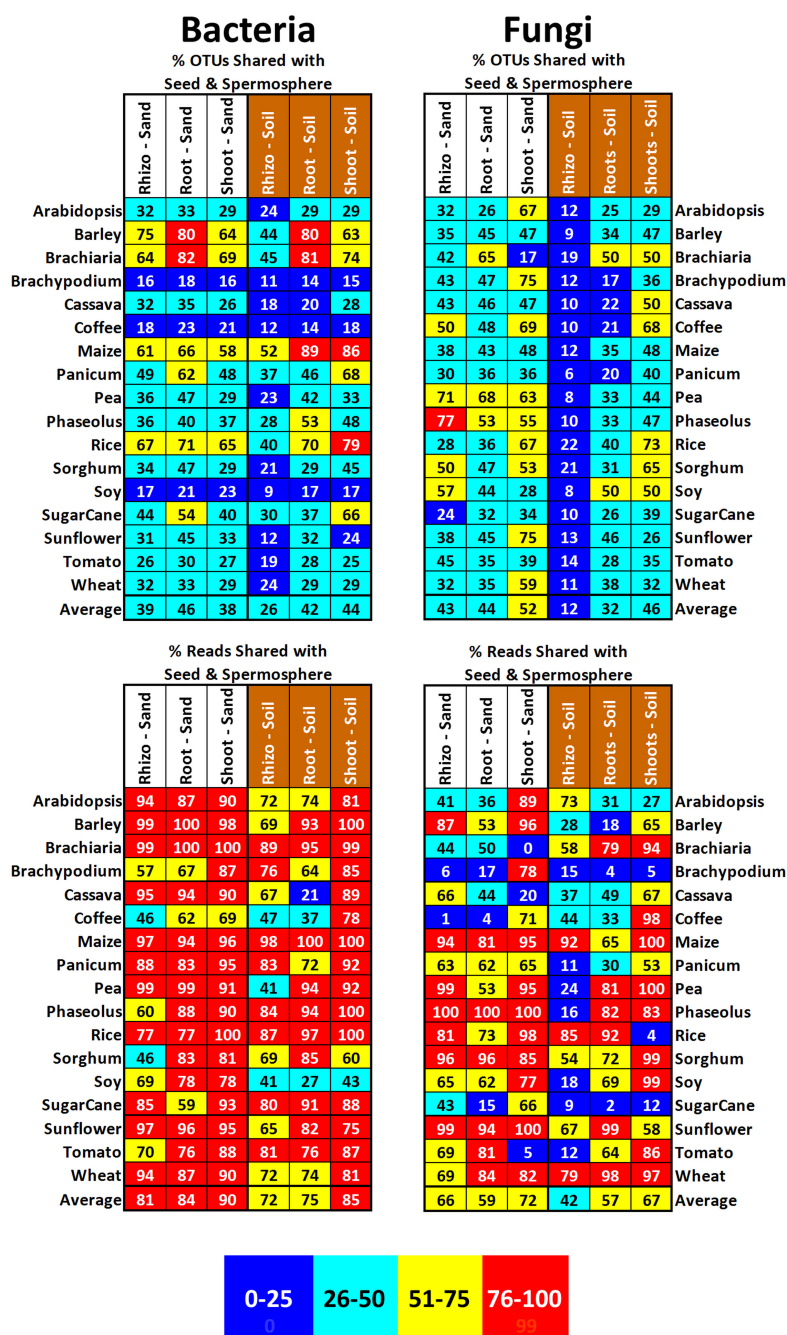 Bacteria Fungi
% OTUs Shared with % OTUs Shared with
Seed & Spermosphere Seed & Spermosphere
Rhizo - Sand Root - Sand Shoot - Sand Rhizo - Soil Root - Soil Shoot - Soil Rhizo - Sand Root - Sand Shoot - Sand Rhizo - Soil Roots - Soil Shoots - Soil
Arabidopsis 32 33 29 24 29 29 32 26 67 12 25 29 Arabidopsis
Barley 75 80 64 44 80 63 35 45 47 9 34 47 Barley
Brachiaria 64 82 69 45 81 74 42 65 17 19 50 50 Brachiaria
Brachypodium 16 18 16 11 14 15 43 47 75 12 17 36 Brachypodium
Cassava 32 35 26 18 20 28 43 46 47 10 22 50 Cassava
Coffee 18 23 21 12 14 18 50 48 69 10 21 68 Coffee
Maize 61 66 58 52 89 86 38 43 48 12 35 48 Maize
Panicum 49 62 48 37 46 68 30 36 36 6 20 40 Panicum
Pea 36 47 29 23 42 33 71 68 63 8 33 44 Pea
Phaseolus 36 40 37 28 53 48 77 53 55 10 33 47 Phaseolus
Rice 67 71 65 40 70 79 28 36 67 22 40 73 Rice
Sorghum 34 47 29 21 29 45 50 47 53 21 31 65 Sorghum
Soy 17 21 23 9 17 17 57 44 28 8 50 50 Soy
SugarCane 44 54 40 30 37 66 24 32 34 10 26 39 SugarCane
Sunflower 31 45 33 12 32 24 38 45 75 13 46 26 Sunflower
Tomato 26 30 27 19 28 25 45 35 39 14 28 35 Tomato
Wheat 32 33 29 24 29 29 32 35 59 11 38 32 Wheat
Average 39 46 38 26 42 44 43 44 52 12 32 46 Average
% Reads Shared with % Reads Shared with
Seed & Spermosphere Seed & Spermosphere
Rhizo - Sand Root - Sand Shoot - Sand Rhizo - Soil Root - Soil Shoot - Soil Rhizo - Sand Root - Sand Shoot - Sand Rhizo - Soil Roots - Soil Shoots - Soil
Arabidopsis 94 87 90 72 74 81 41 36 89 73 31 27 Arabidopsis
Barley 99 100 98 69 93 100 87 53 96 28 18 65 Barley
Brachiaria 99 100 100 89 95 99 44 50 0 58 79 94 Brachiaria
Brachypodium 57 67 87 76 64 85 6 17 78 15 4 5 Brachypodium
Cassava 95 94 90 67 21 89 66 44 20 37 49 67 Cassava
Coffee 46 62 69 47 37 78 1 4 71 44 33 98 Coffee
Maize 97 94 96 98 100 100 94 81 95 92 65 100 Maize
Panicum 88 83 95 83 72 92 63 62 65 11 30 53 Panicum
Pea 99 99 91 41 94 92 99 53 95 24 81 100 Pea
Phaseolus 60 88 90 84 94 100 100 100 100 16 82 83 Phaseolus
Rice 77 77 100 87 97 100 81 73 98 85 92 4 Rice
Sorghum 46 83 81 69 85 60 96 96 85 54 72 99 Sorghum
Soy 69 78 78 41 27 43 65 62 77 18 69 99 Soy
SugarCane 85 59 93 80 91 88 43 15 66 9 2 12 SugarCane
Sunflower 97 96 95 65 82 75 99 94 100 67 99 58 Sunflower
Tomato 70 76 88 81 76 87 69 81 5 12 64 86 Tomato
Wheat 94 87 90 72 74 81 69 84 82 79 98 97 Wheat
Average 81 84 90 72 75 85 66 59 72 42 57 67 Average
0-25 26-50 51-75 76-100
0 99